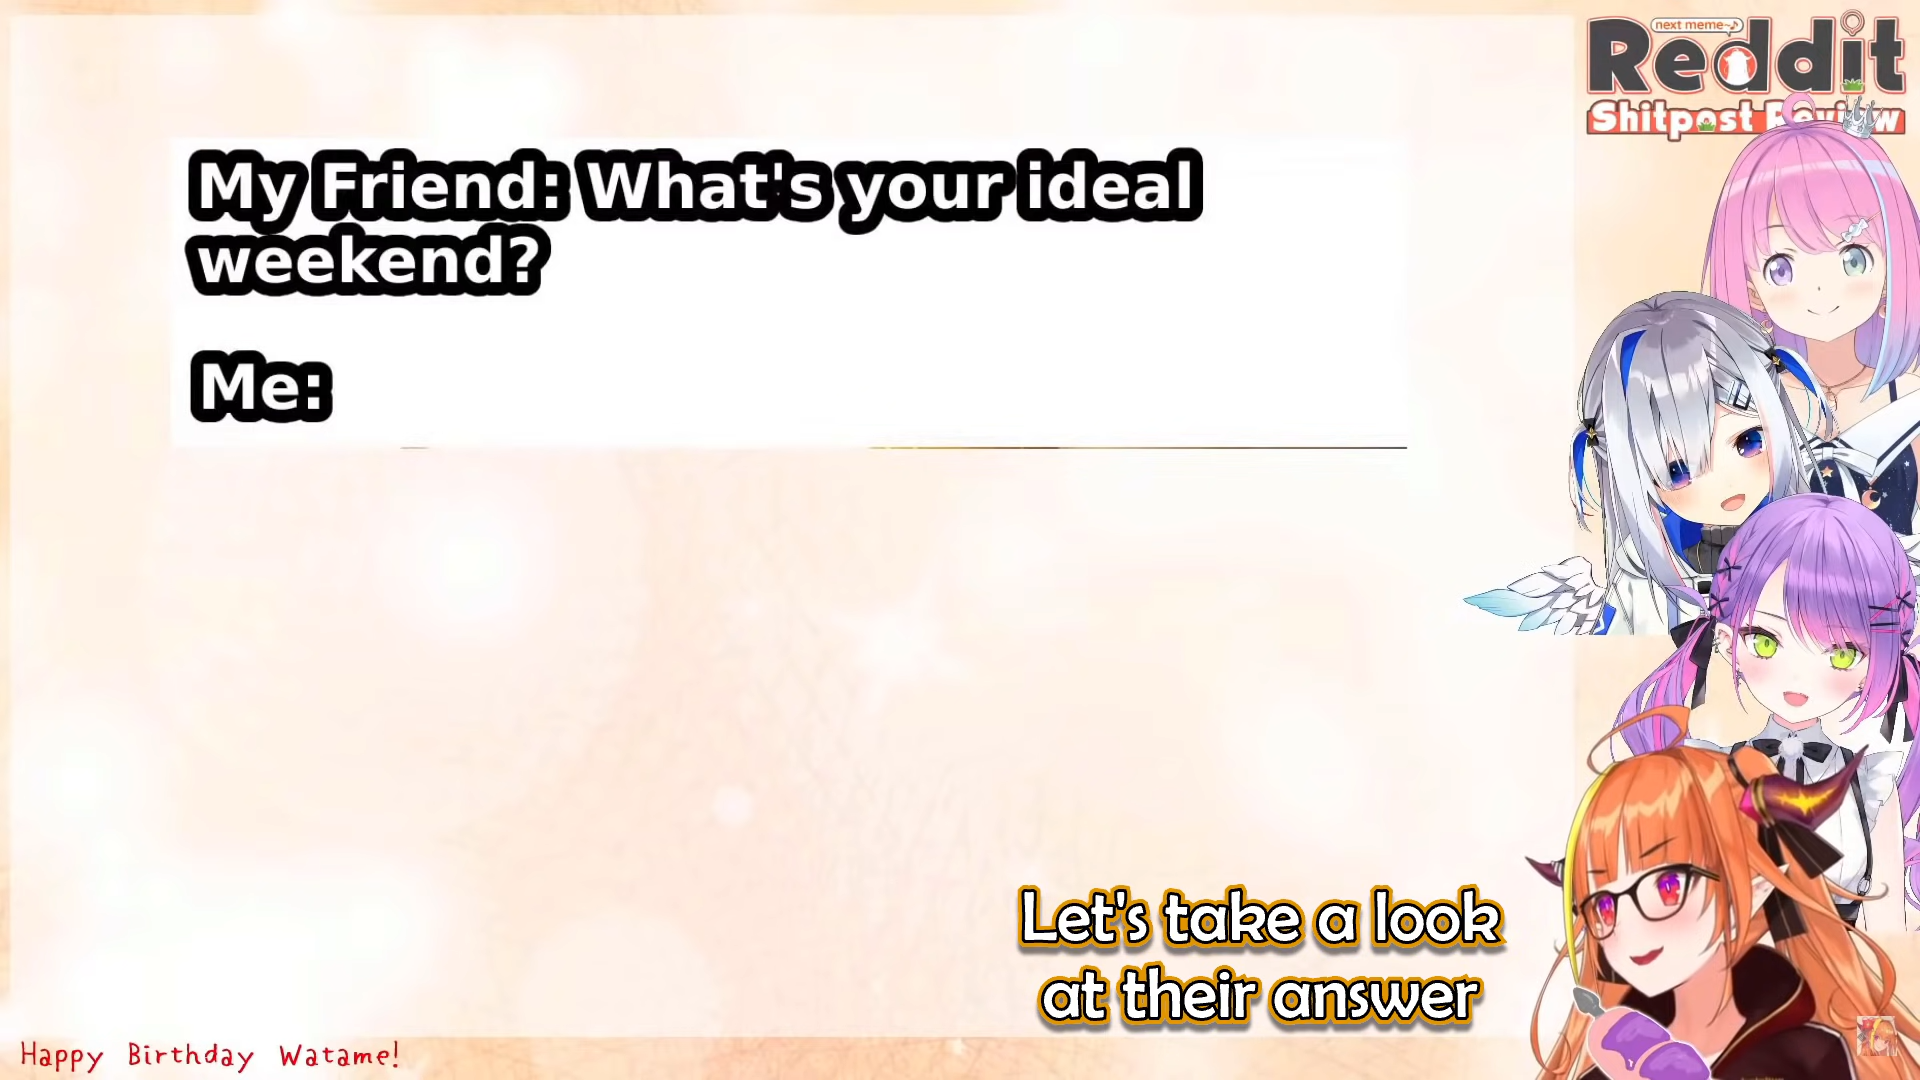 next meme~♪
Reddit
Shitpost Review
My Friend: What's your ideal
weekend?
Me:
Let's take a look
at their answer
Happy Birthday Watame!